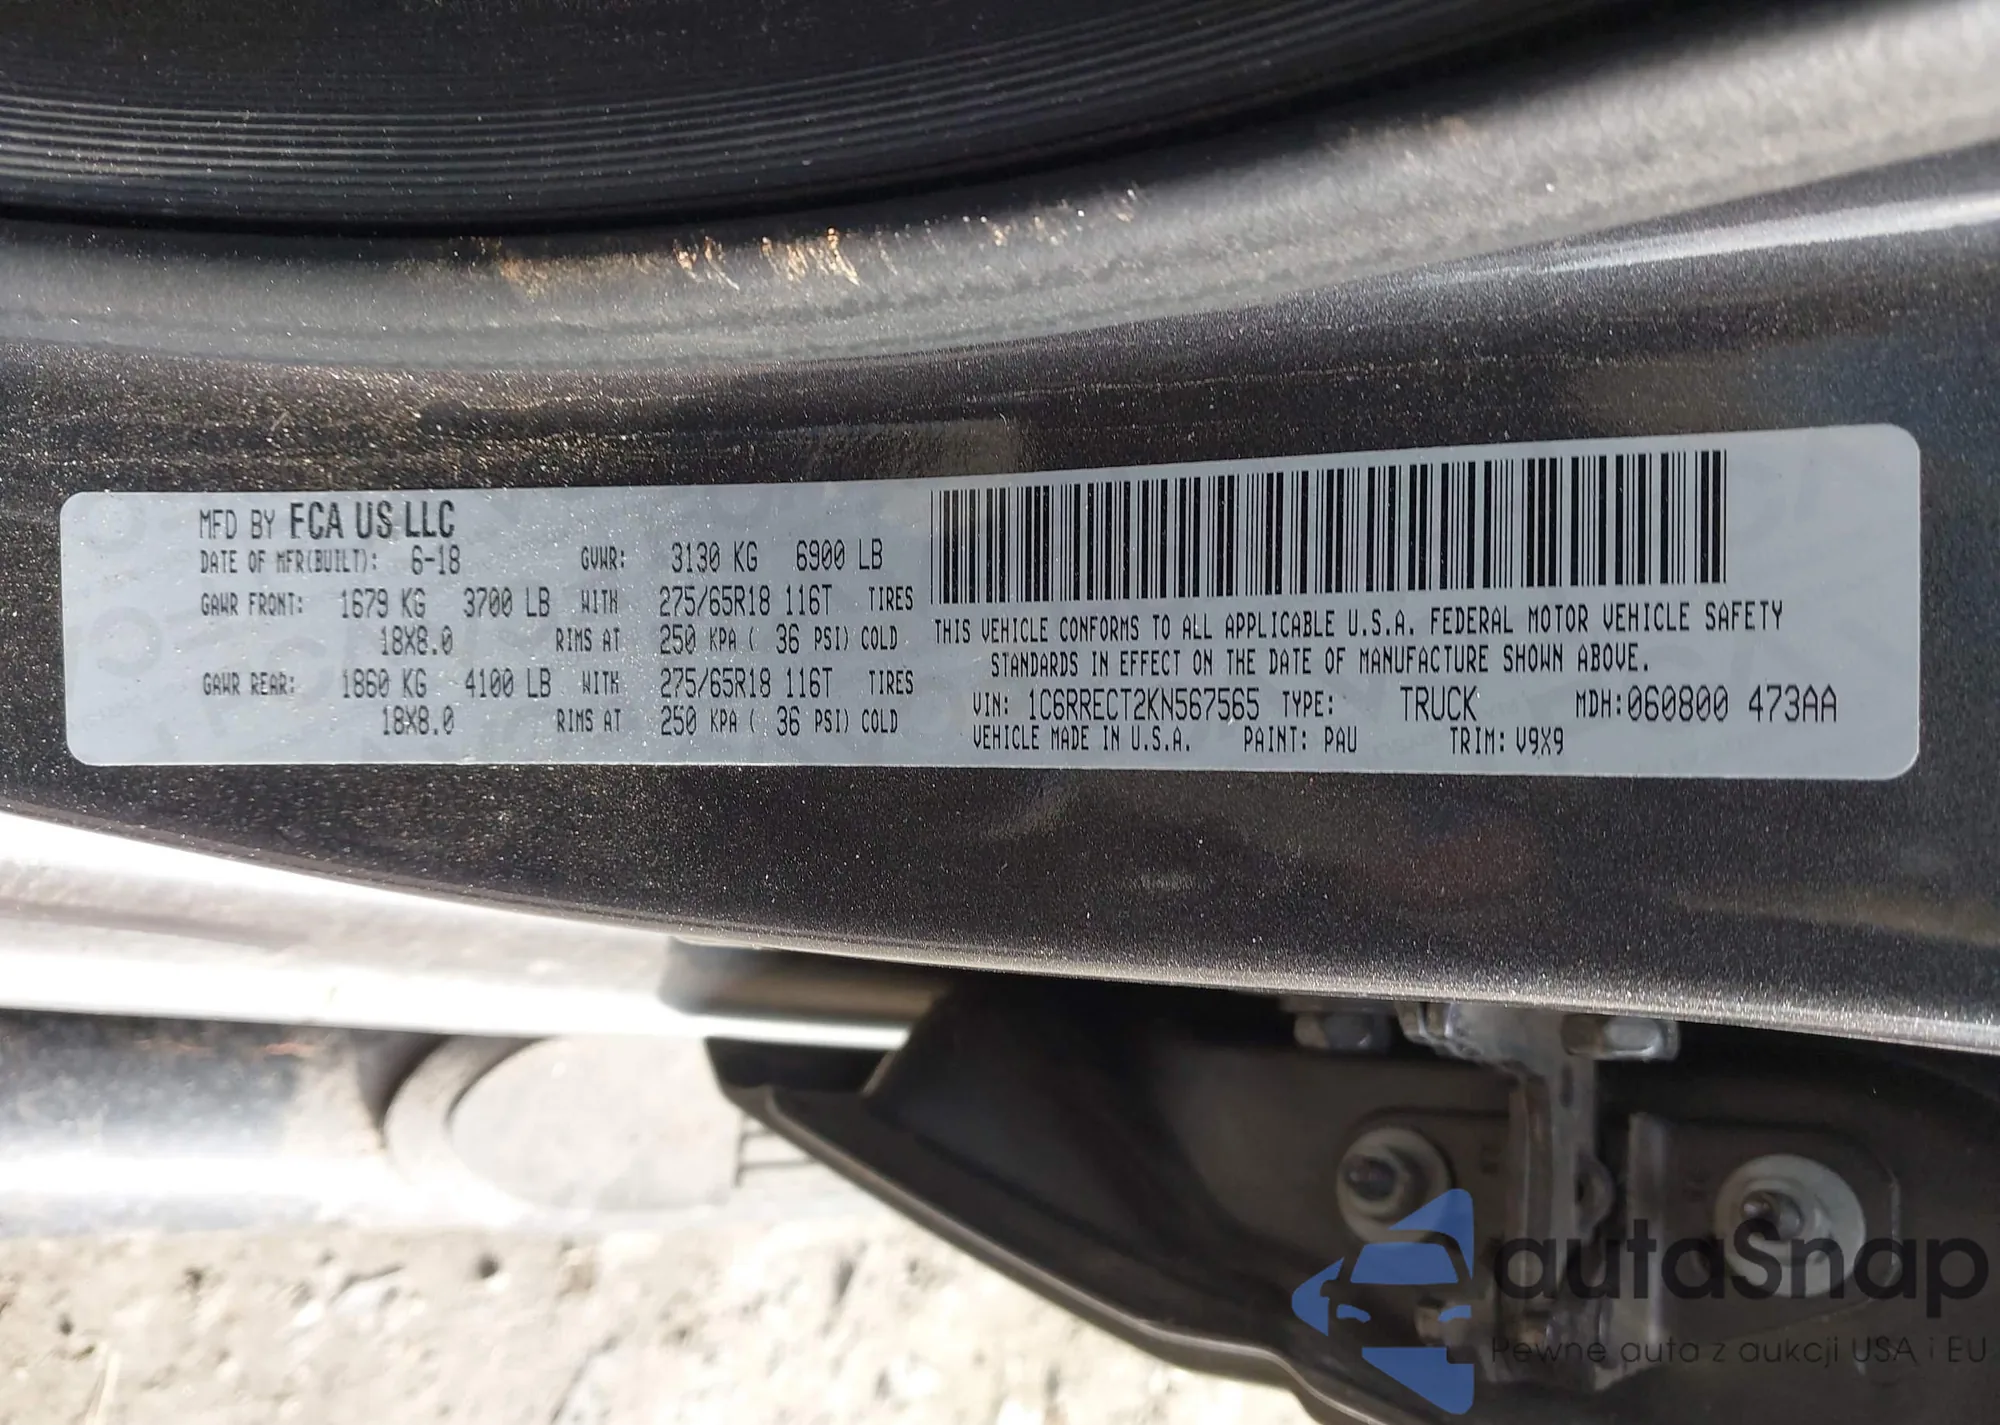 MFD BY FCA US LLC
DATE OF MFR(BUILT): 6-18 GVWR: 3130 KG 6900 LB
GAWR FRONT: 1679 KG 3700 LB WITH 275/65R18 116T TIRES
18X8.0 RIMS AT 250 KPA ( 36 PSI) COLD
GAWR REAR: 1860 KG 4100 LB WITH 275/65R18 116T TIRES
18X8.0 RIMS AT 250 KPA ( 36 PSI) COLD
THIS VEHICLE CONFORMS TO ALL APPLICABLE U.S.A. FEDERAL MOTOR VEHICLE SAFETY
STANDARDS IN EFFECT ON THE DATE OF MANUFACTURE SHOWN ABOVE.
VIN: 1C6RRECT2KN567565 TYPE: TRUCK MDH:060800 473AA
VEHICLE MADE IN U.S.A. PAINT: PAU TRIM: V9X9
autaSnap
Pewne auta z aukcji USA i EU